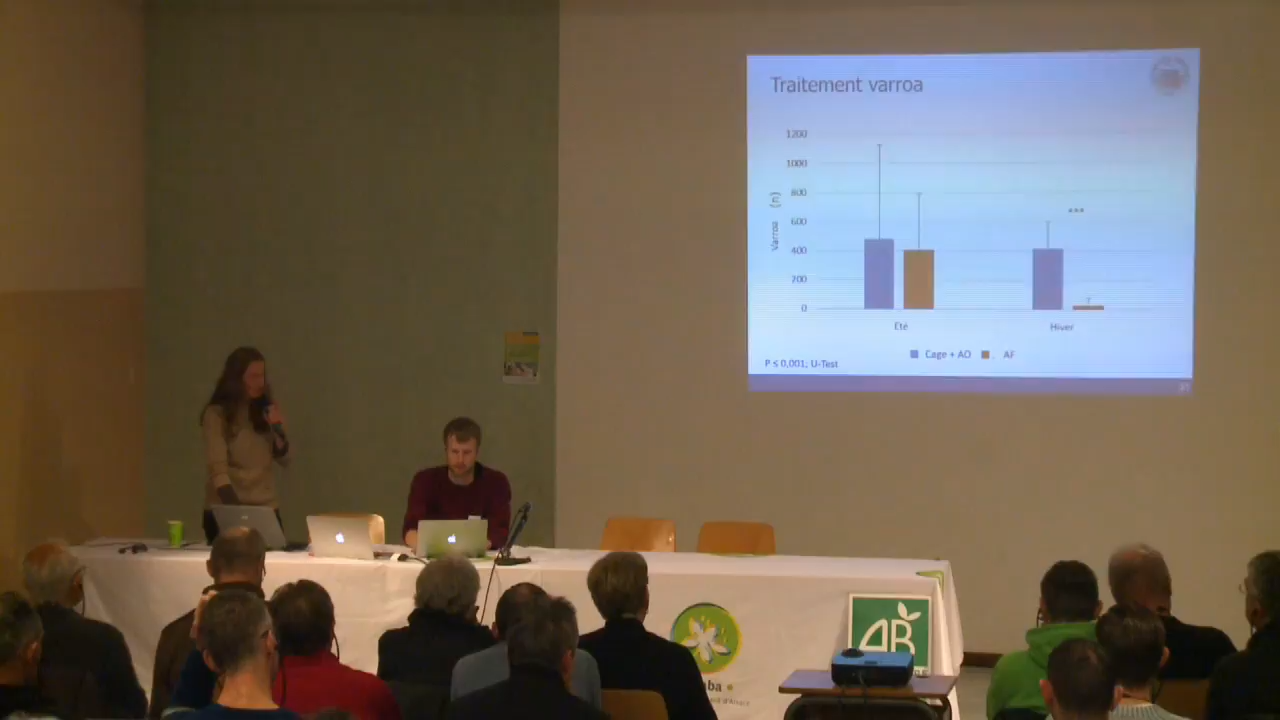 Traitement varroa
1200
1000
800
600
400
200
0
Varroa (n)
***
Eté
Hiver
Cage + AO
AF
P ≤ 0,001; U-Test
AB